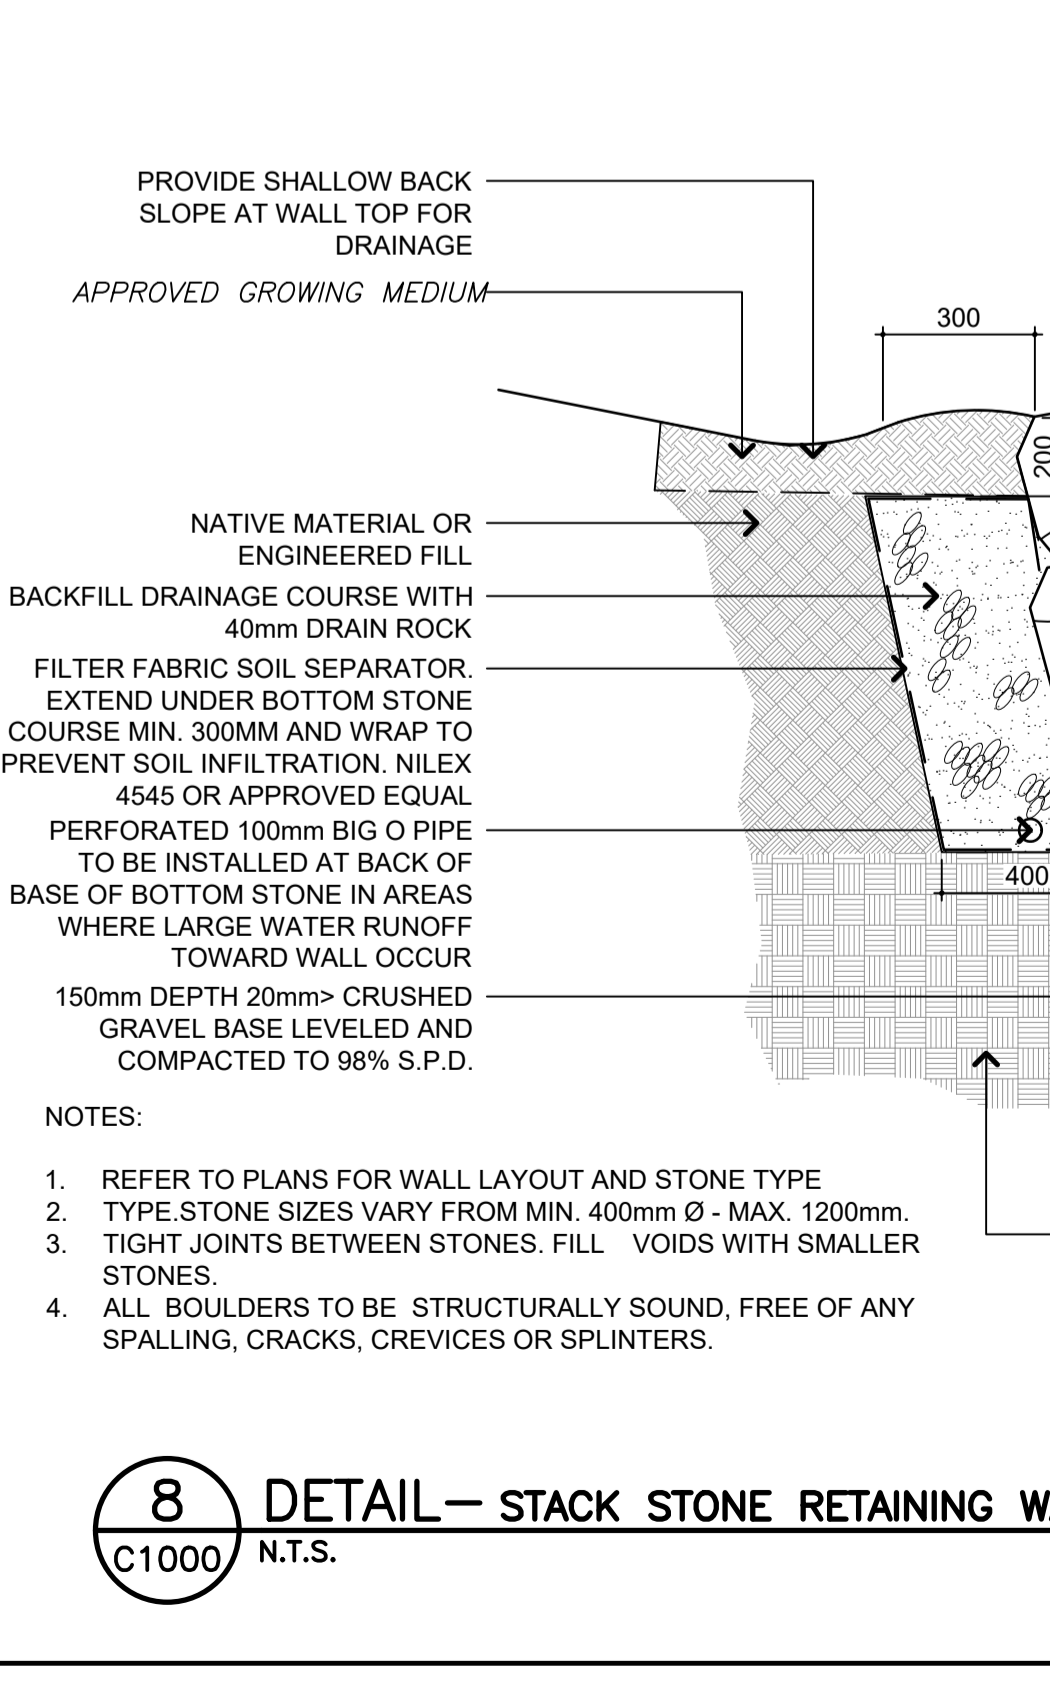 PROVIDE SHALLOW BACK
SLOPE AT WALL TOP FOR
DRAINAGE
APPROVED GROWING MEDIUM
300
200
NATIVE MATERIAL OR
ENGINEERED FILL
BACKFILL DRAINAGE COURSE WITH
40mm DRAIN ROCK
FILTER FABRIC SOIL SEPARATOR.
EXTEND UNDER BOTTOM STONE
COURSE MIN. 300MM AND WRAP TO
PREVENT SOIL INFILTRATION. NILEX
4545 OR APPROVED EQUAL
PERFORATED 100mm BIG O PIPE
TO BE INSTALLED AT BACK OF
BASE OF BOTTOM STONE IN AREAS
WHERE LARGE WATER RUNOFF
TOWARD WALL OCCUR
400
150mm DEPTH 20mm> CRUSHED
GRAVEL BASE LEVELED AND
COMPACTED TO 98% S.P.D.
NOTES:
1. REFER TO PLANS FOR WALL LAYOUT AND STONE TYPE
2. TYPE.STONE SIZES VARY FROM MIN. 400mm Ø - MAX. 1200mm.
3. TIGHT JOINTS BETWEEN STONES. FILL VOIDS WITH SMALLER
STONES.
4. ALL BOULDERS TO BE STRUCTURALLY SOUND, FREE OF ANY
SPALLING, CRACKS, CREVICES OR SPLINTERS.
8
C1000
DETAIL— STACK STONE RETAINING
N.T.S.